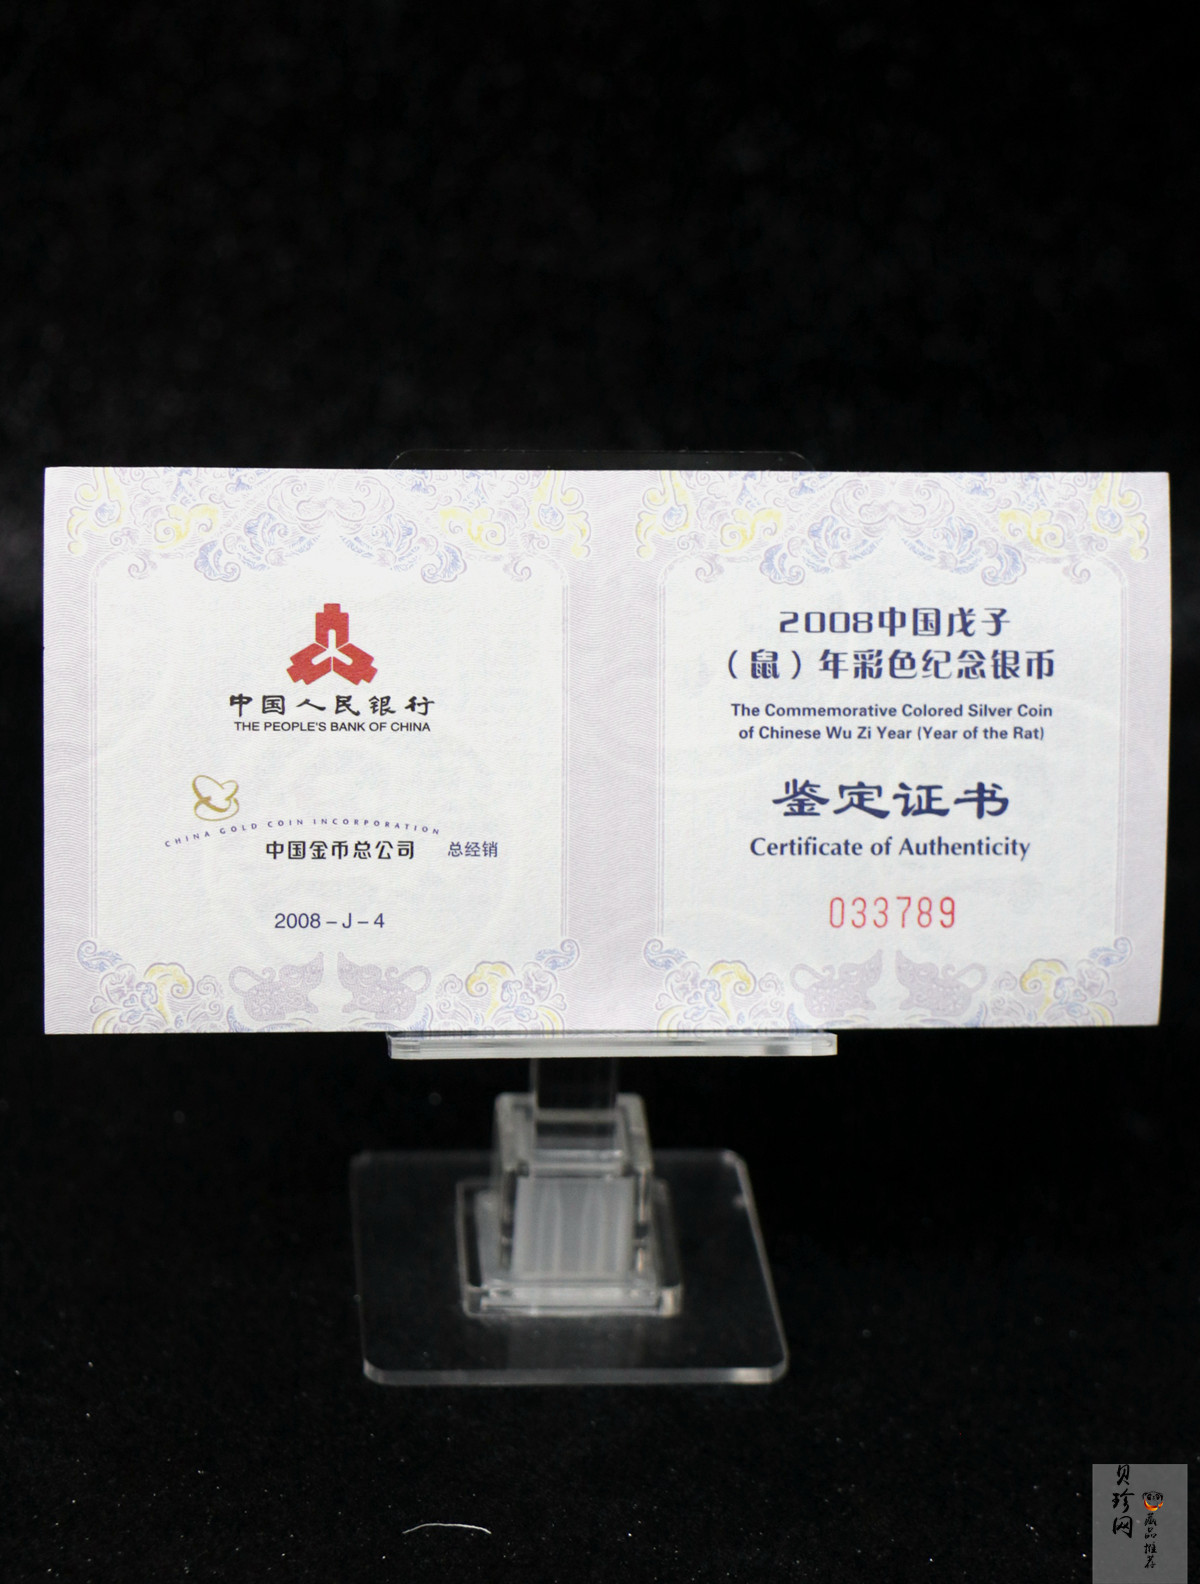 中国人民银行
THE PEOPLE'S BANK OF CHINA
CHINA GOLD COIN INCORPORATION
中国金币总公司 总经销
2008-J-4
2008中国戊子
（鼠）年彩色纪念银币
The Commemorative Colored Silver Coin
of Chinese Wu Zi Year (Year of the Rat)
鉴定证书
Certificate of Authenticity
033789
贝珍网
藏品推荐